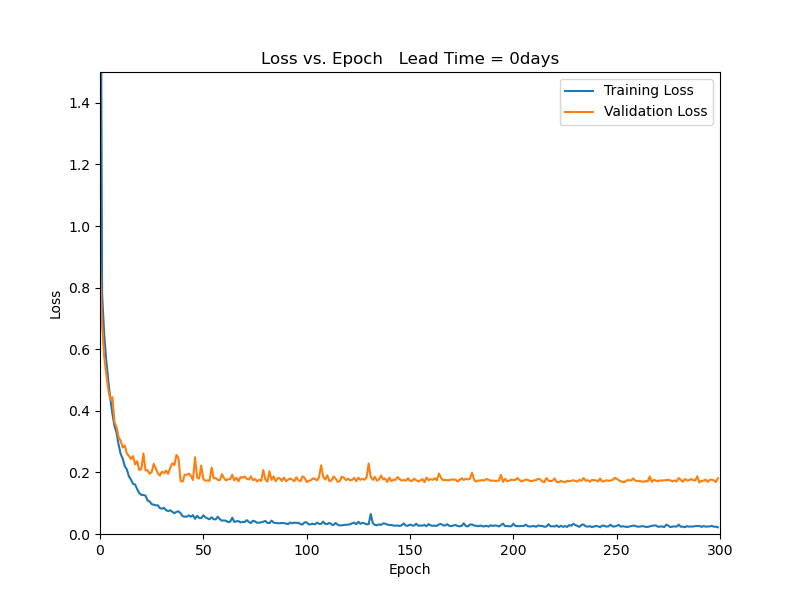 Loss vs. Epoch   Lead Time = 0days
Training Loss
Validation Loss
1.4
1.2
1.0
0.8
0.6
0.4
0.2
0.0
Loss
0 50 100 150 200 250 300
Epoch